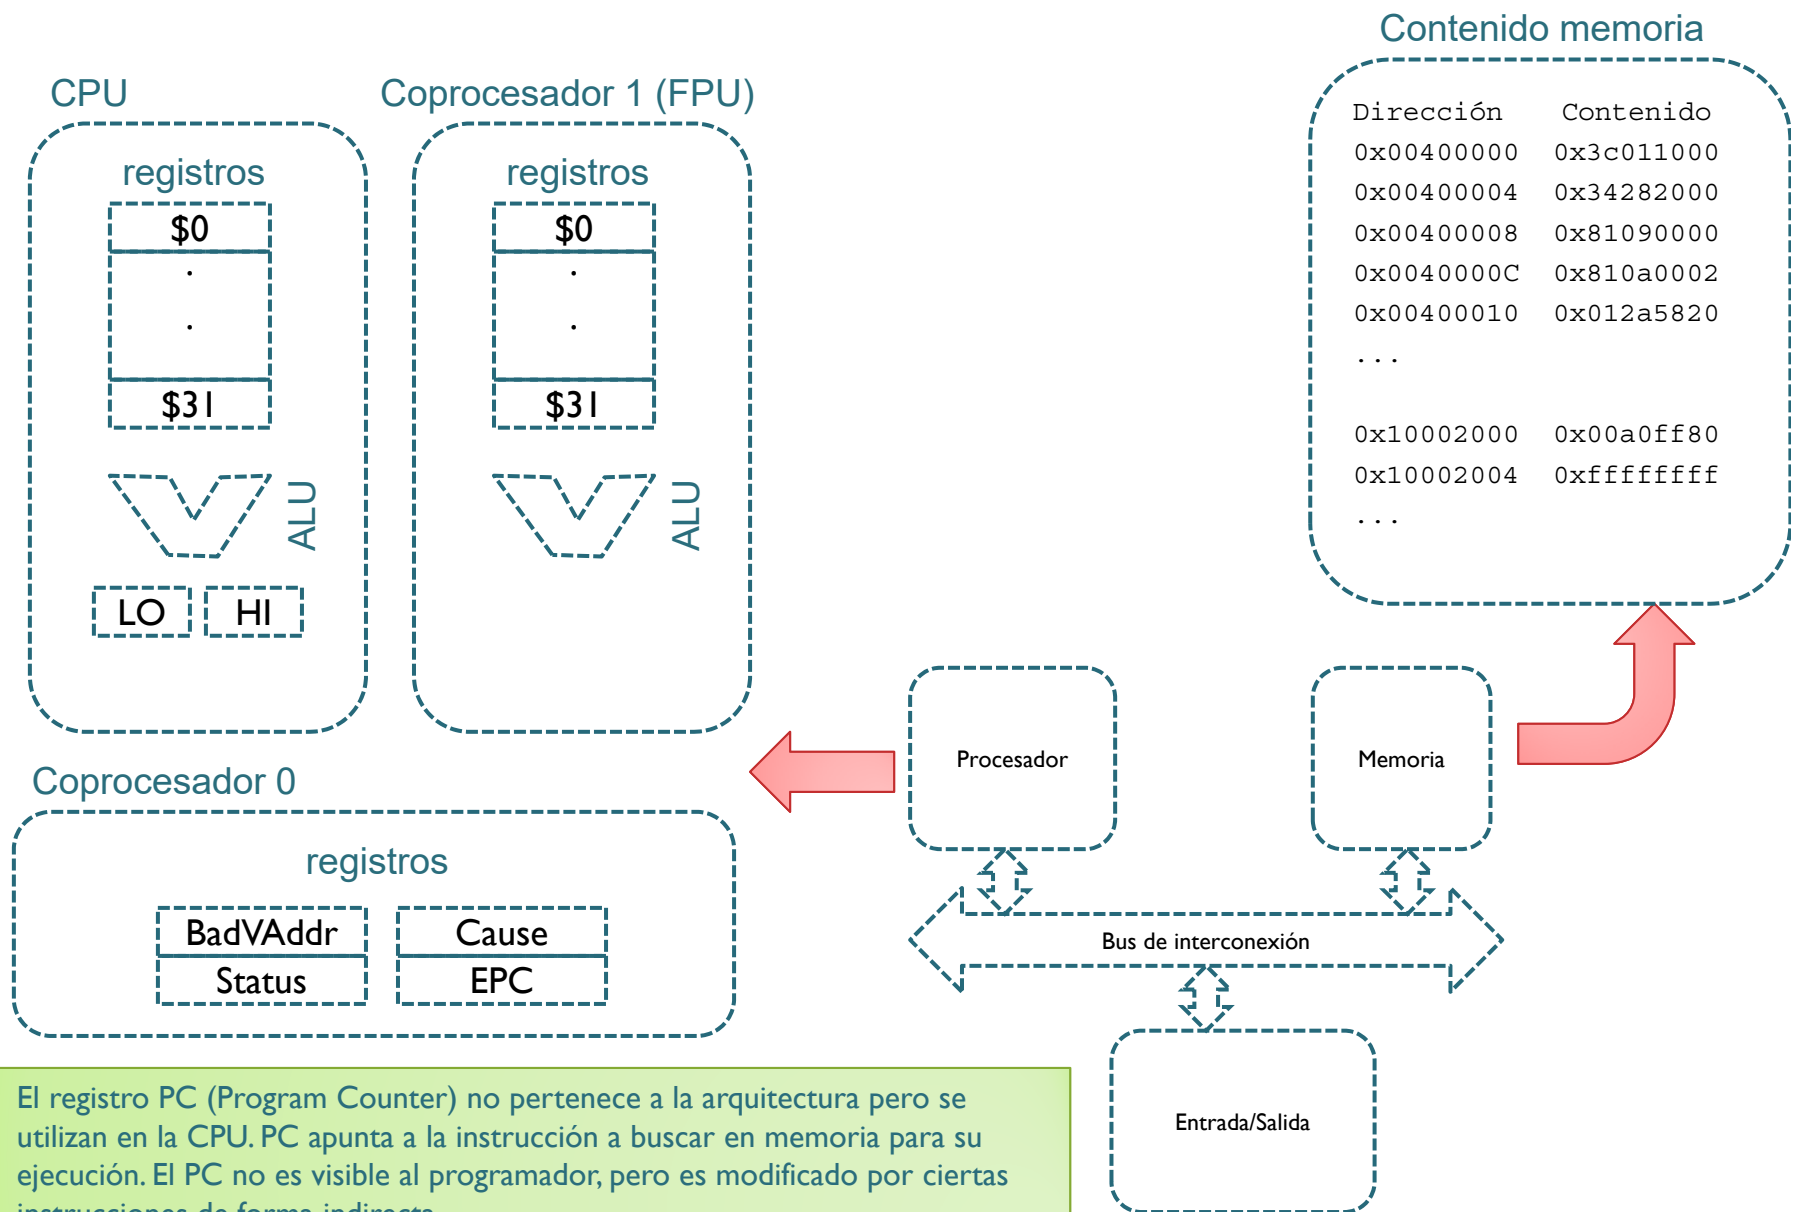 Contenido memoria
CPU
Coprocesador 1 (FPU)
registros
$0
.
.
$31
ALU
LO
HI
registros
$0
.
.
$31
ALU
Dirección Contenido
0x00400000 0x3c011000
0x00400004 0x34282000
0x00400008 0x81090000
0x0040000C 0x810a0002
0x00400010 0x012a5820
...
0x10002000 0x00a0ff80
0x10002004 0xffffffff
...
Procesador
Memoria
Coprocesador 0
registros
BadVAddr
Cause
Status
EPC
Bus de interconexión
Entrada/Salida
El registro PC (Program Counter) no pertenece a la arquitectura pero se
utilizan en la CPU. PC apunta a la instrucción a buscar en memoria para su
ejecución. El PC no es visible al programador, pero es modificado por ciertas
instrucciones de forma indirecta